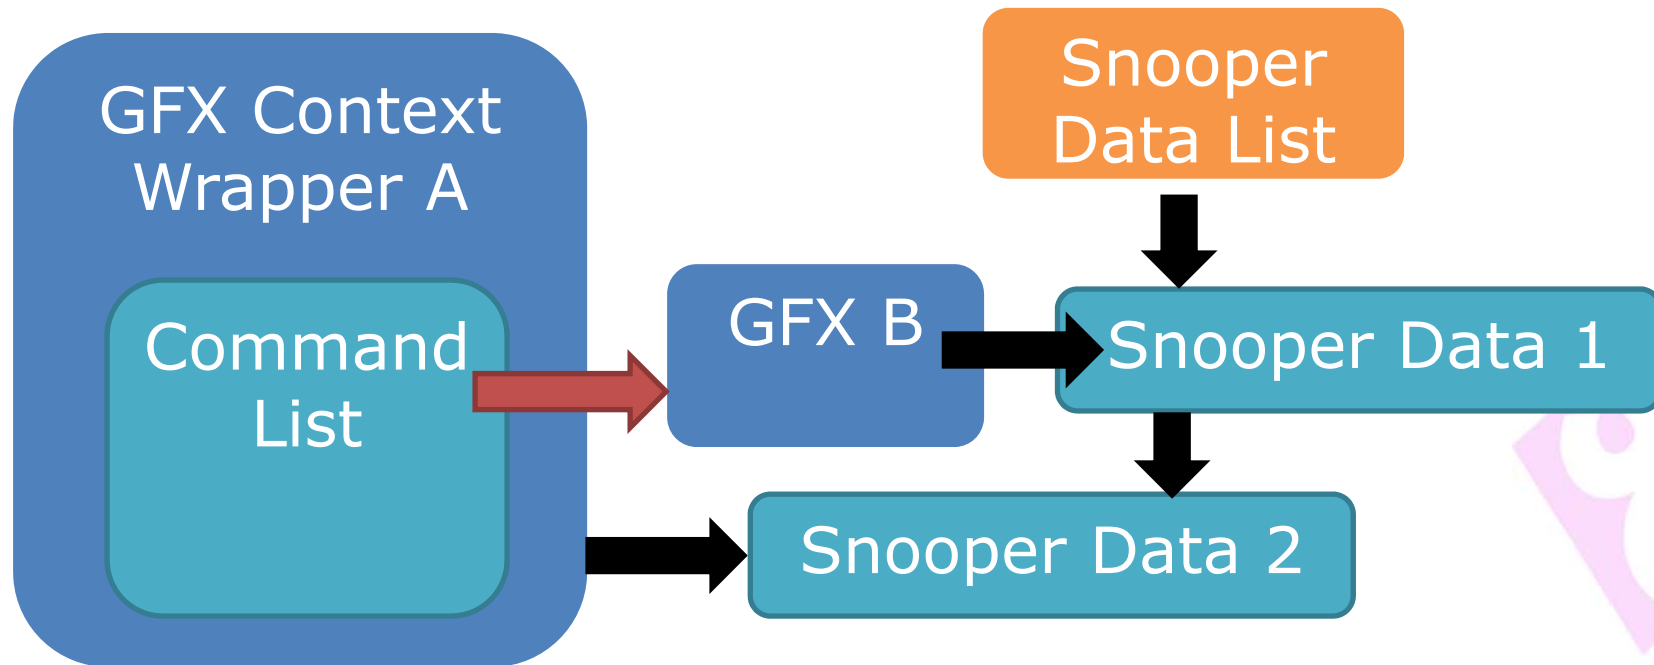 GFX Context
Wrapper A
Command
List
GFX B
Snooper
Data List
Snooper Data 1
Snooper Data 2